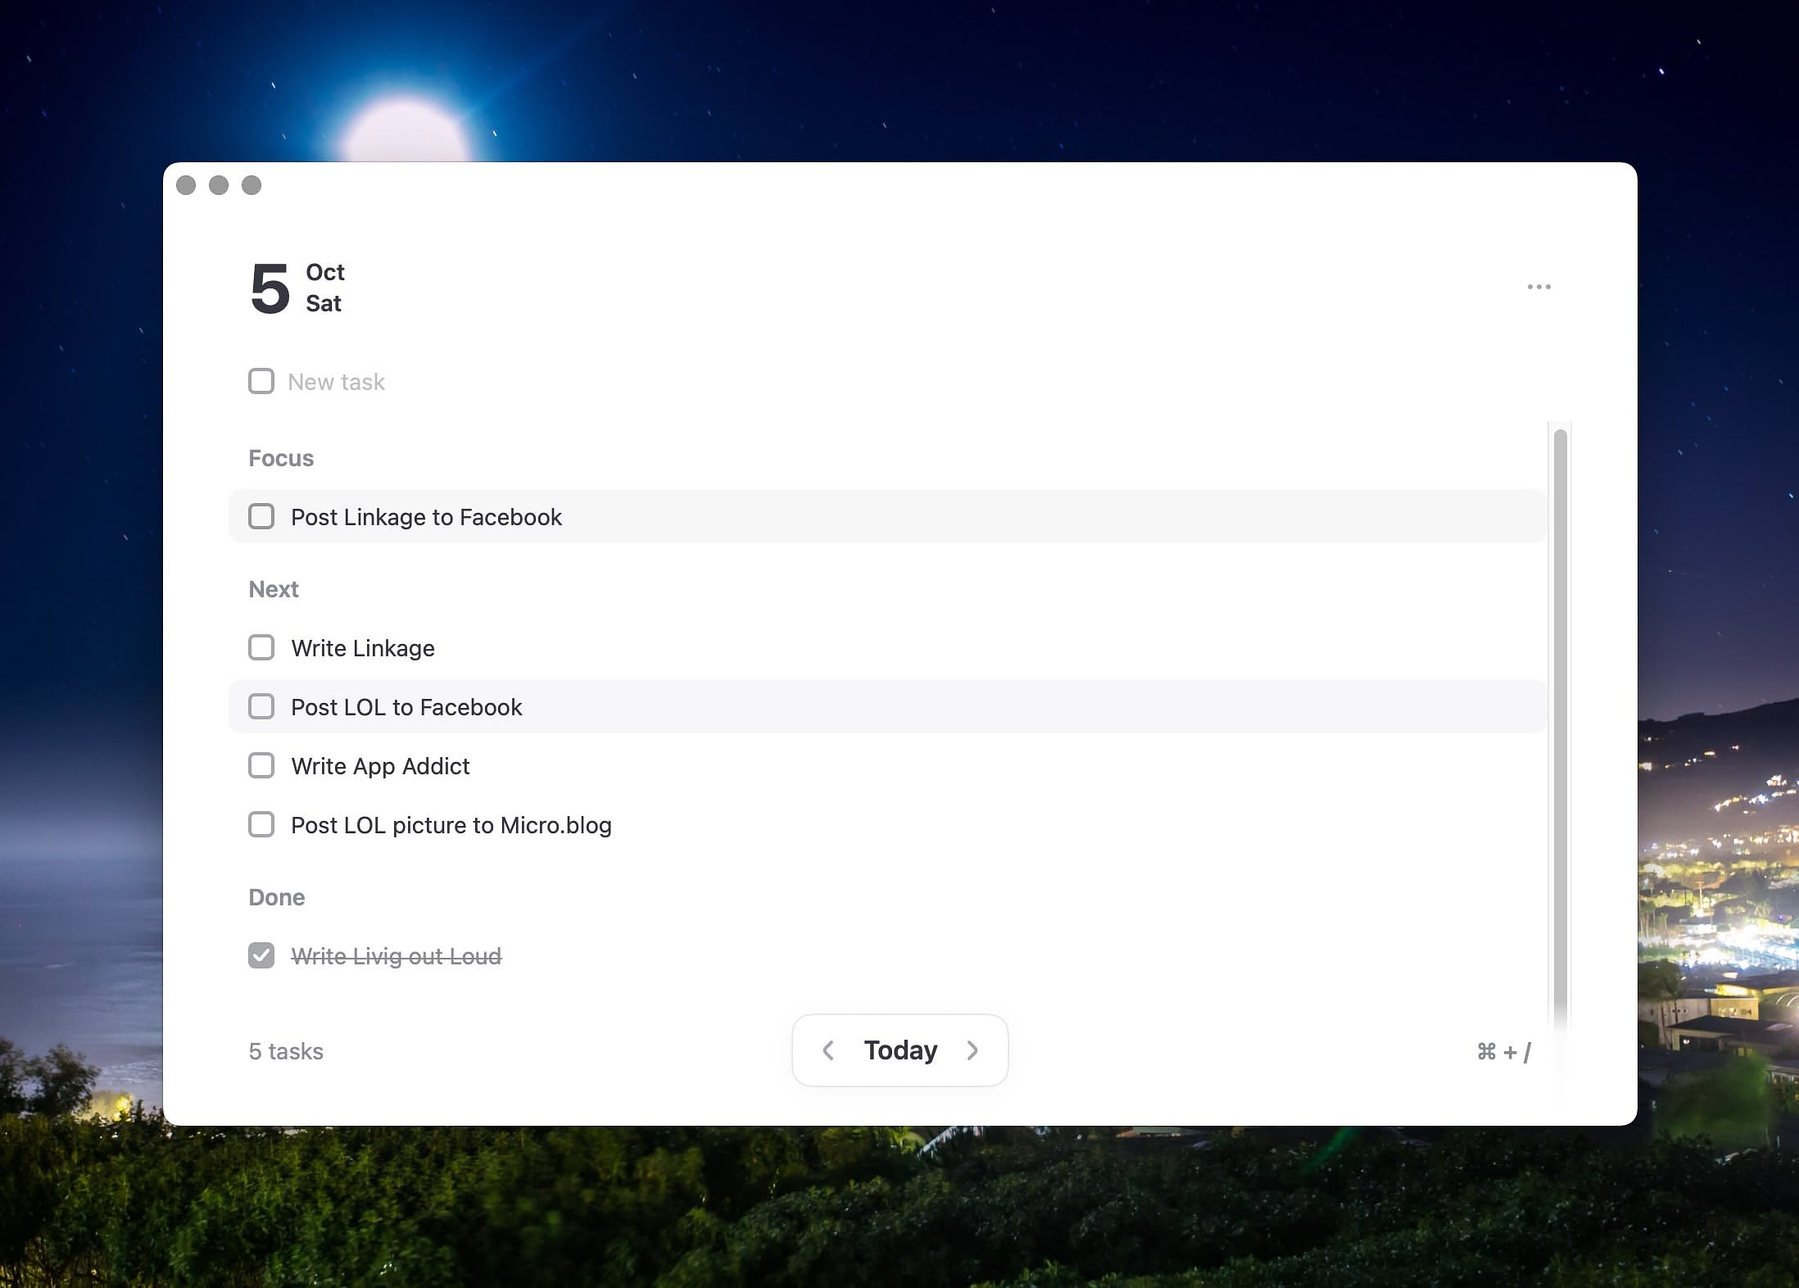 5
Oct
Sat
New task
Focus
Post Linkage to Facebook
Next
Write Linkage
Post LOL to Facebook
Write App Addict
Post LOL picture to Micro.blog
Done
Write Livig out Loud
5 tasks
Today
⌘ + /